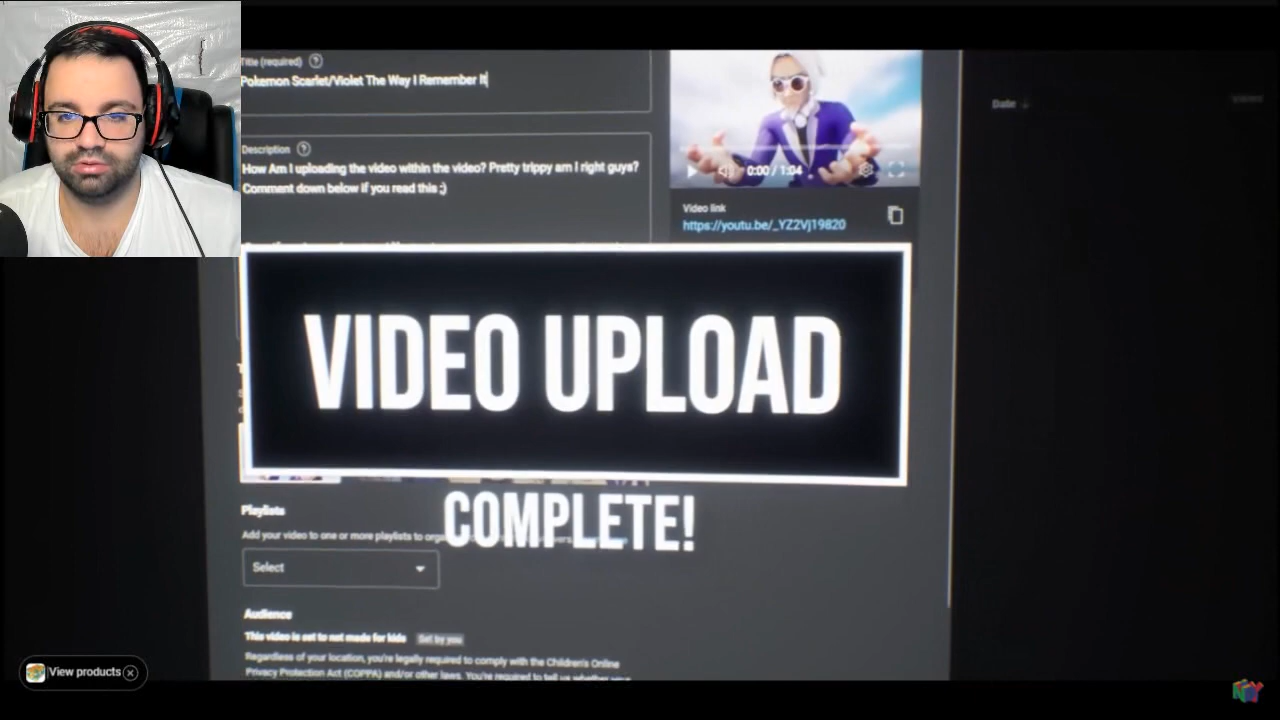 Title (required)
Pokemon Scarlet/Violet The Way I Remember It
Description
How Am I uploading the video within the video? Pretty trippy am I right guys?
Comment down below if you read this ;)
0:00 / 1:04
Video link
https://youtu.be/_YZ2Vj19820
Date
VIDEO UPLOAD
COMPLETE!
Playlists
Add your video to one or more playlists to
Select
Audience
This video is set to not made for kids Set by you
Regardless of your location, you're legally required to comply with the Children's Online
Privacy Protection Act (COPPA) and/or other laws. You're required to tell us whether
View products